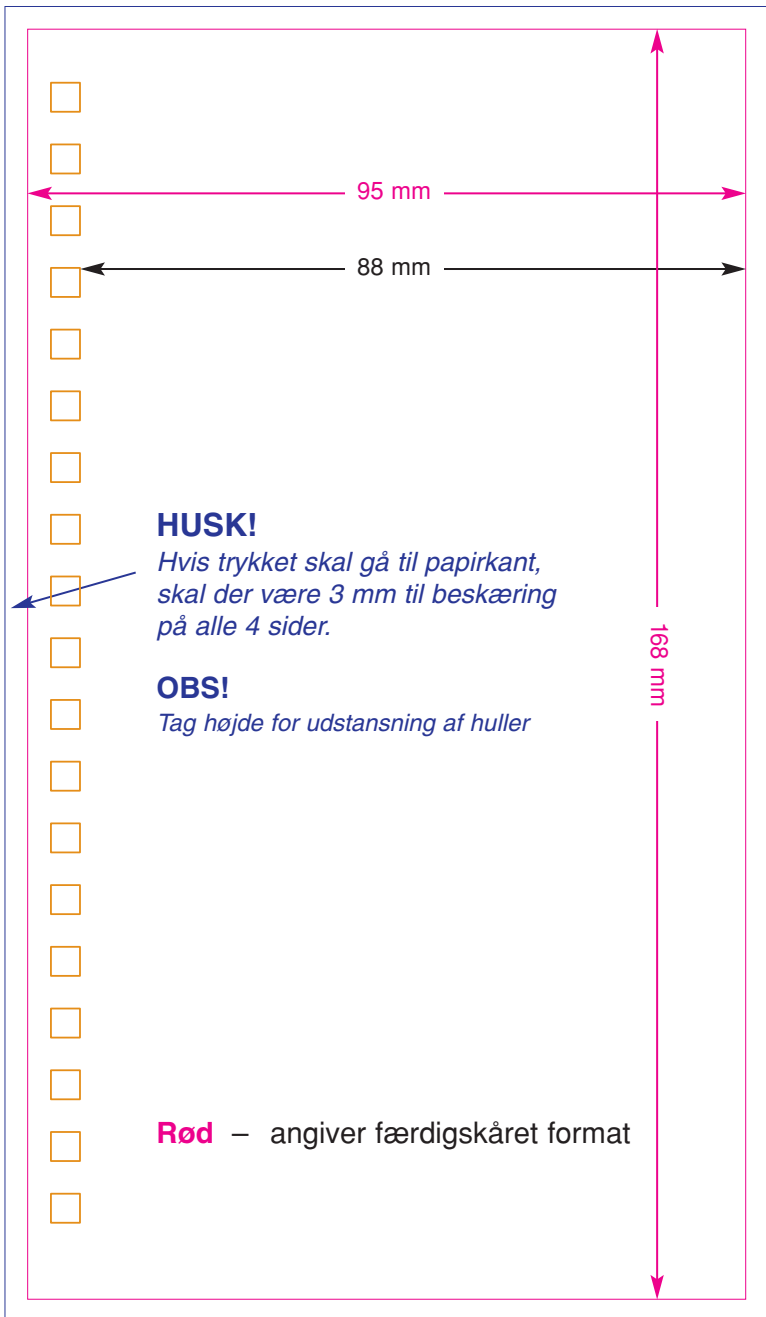 95 mm
88 mm
HUSK!
Hvis trykket skal gå til papirkant,
skal der være 3 mm til beskæring
på alle 4 sider.
168 mm
OBS!
Tag højde for udstansning af huller
Rød – angiver færdigskåret format